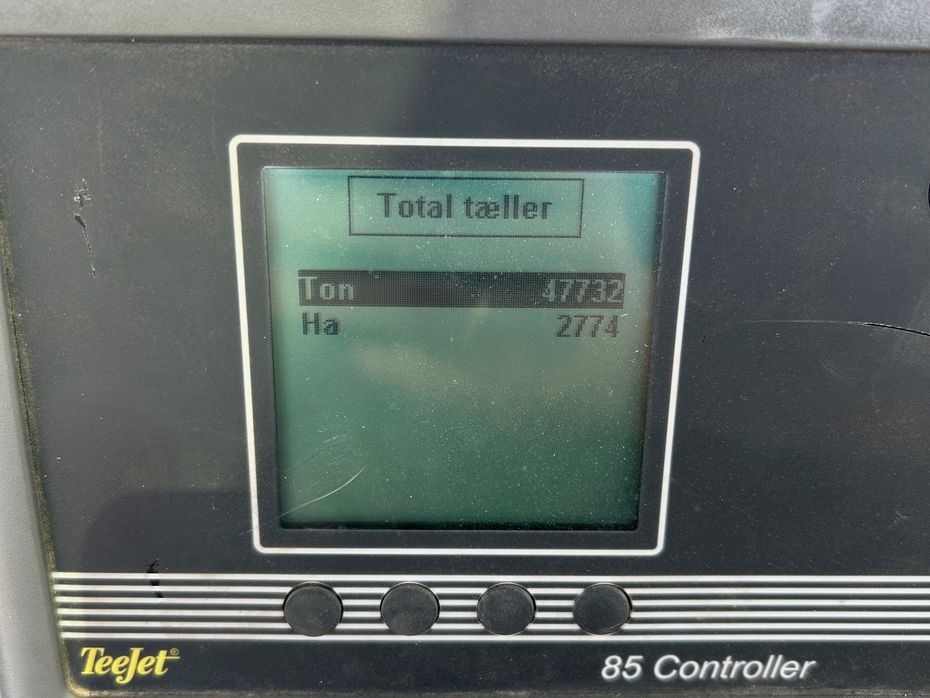 Total tæller
Ton 47732
Ha 2774
TeeJet®
85 Controller